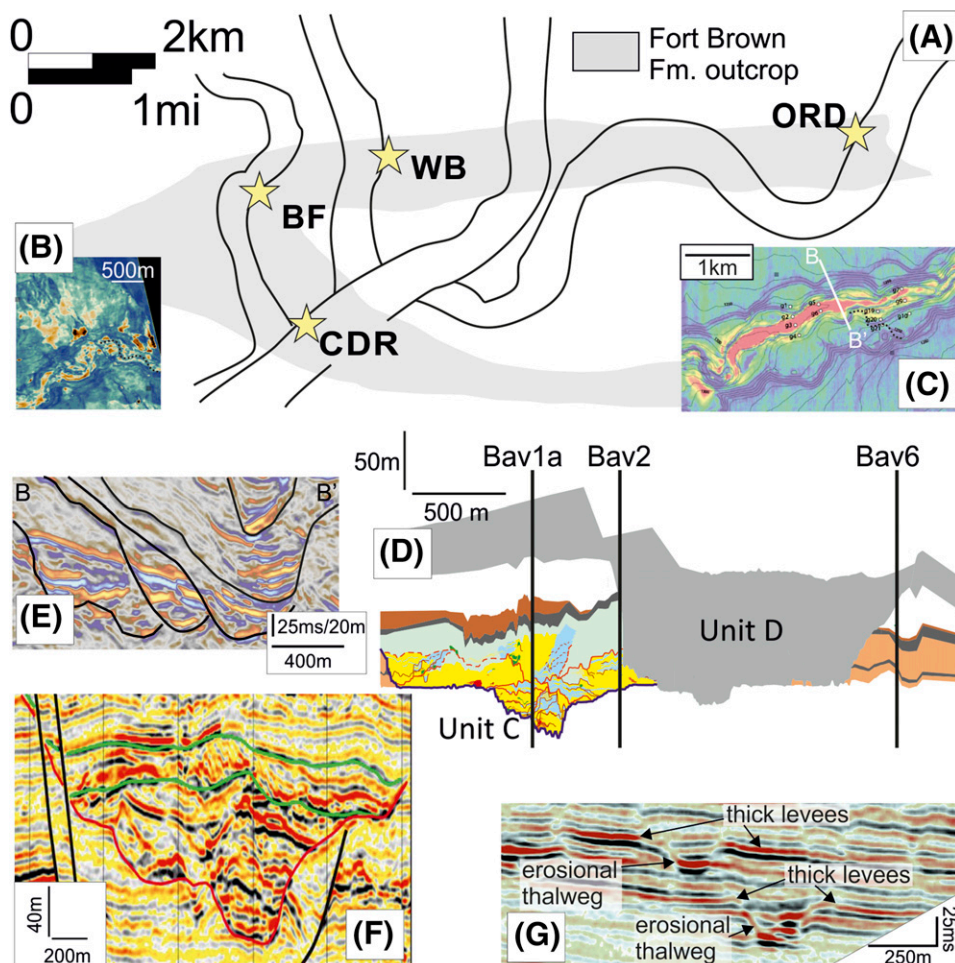 0 2km
0 1mi
Fort Brown
Fm. outcrop
(A)
ORD
WB
BF
CDR
(B)
500m
1km
B
B'
(C)
50m
500 m
Bav1a
Bav2
Bav6
(D)
Unit D
Unit C
B
B'
(E)
25ms/20m
400m
40m
200m
(F)
thick levees
erosional
thalweg
thick levees
erosional
thalweg
(G)
25ms
250m